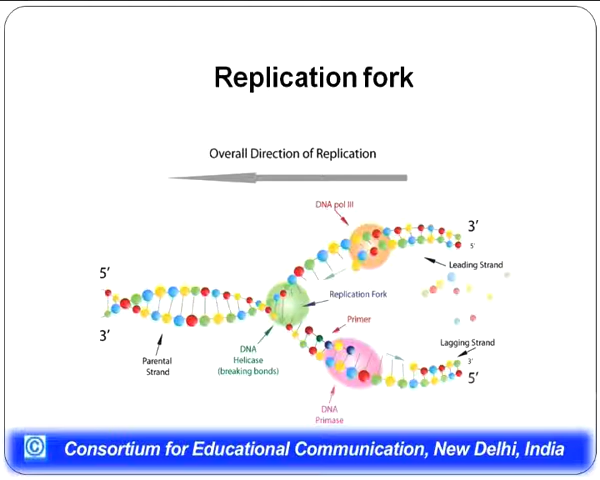 Replication fork
Overall Direction of Replication
DNA pol III
3'
5'
Leading Strand
5'
Replication Fork
3'
Primer
DNA
Helicase
(breaking bonds)
Parental
Strand
Lagging Strand
3'
5'
DNA
Primase
© Consortium for Educational Communication, New Delhi, India